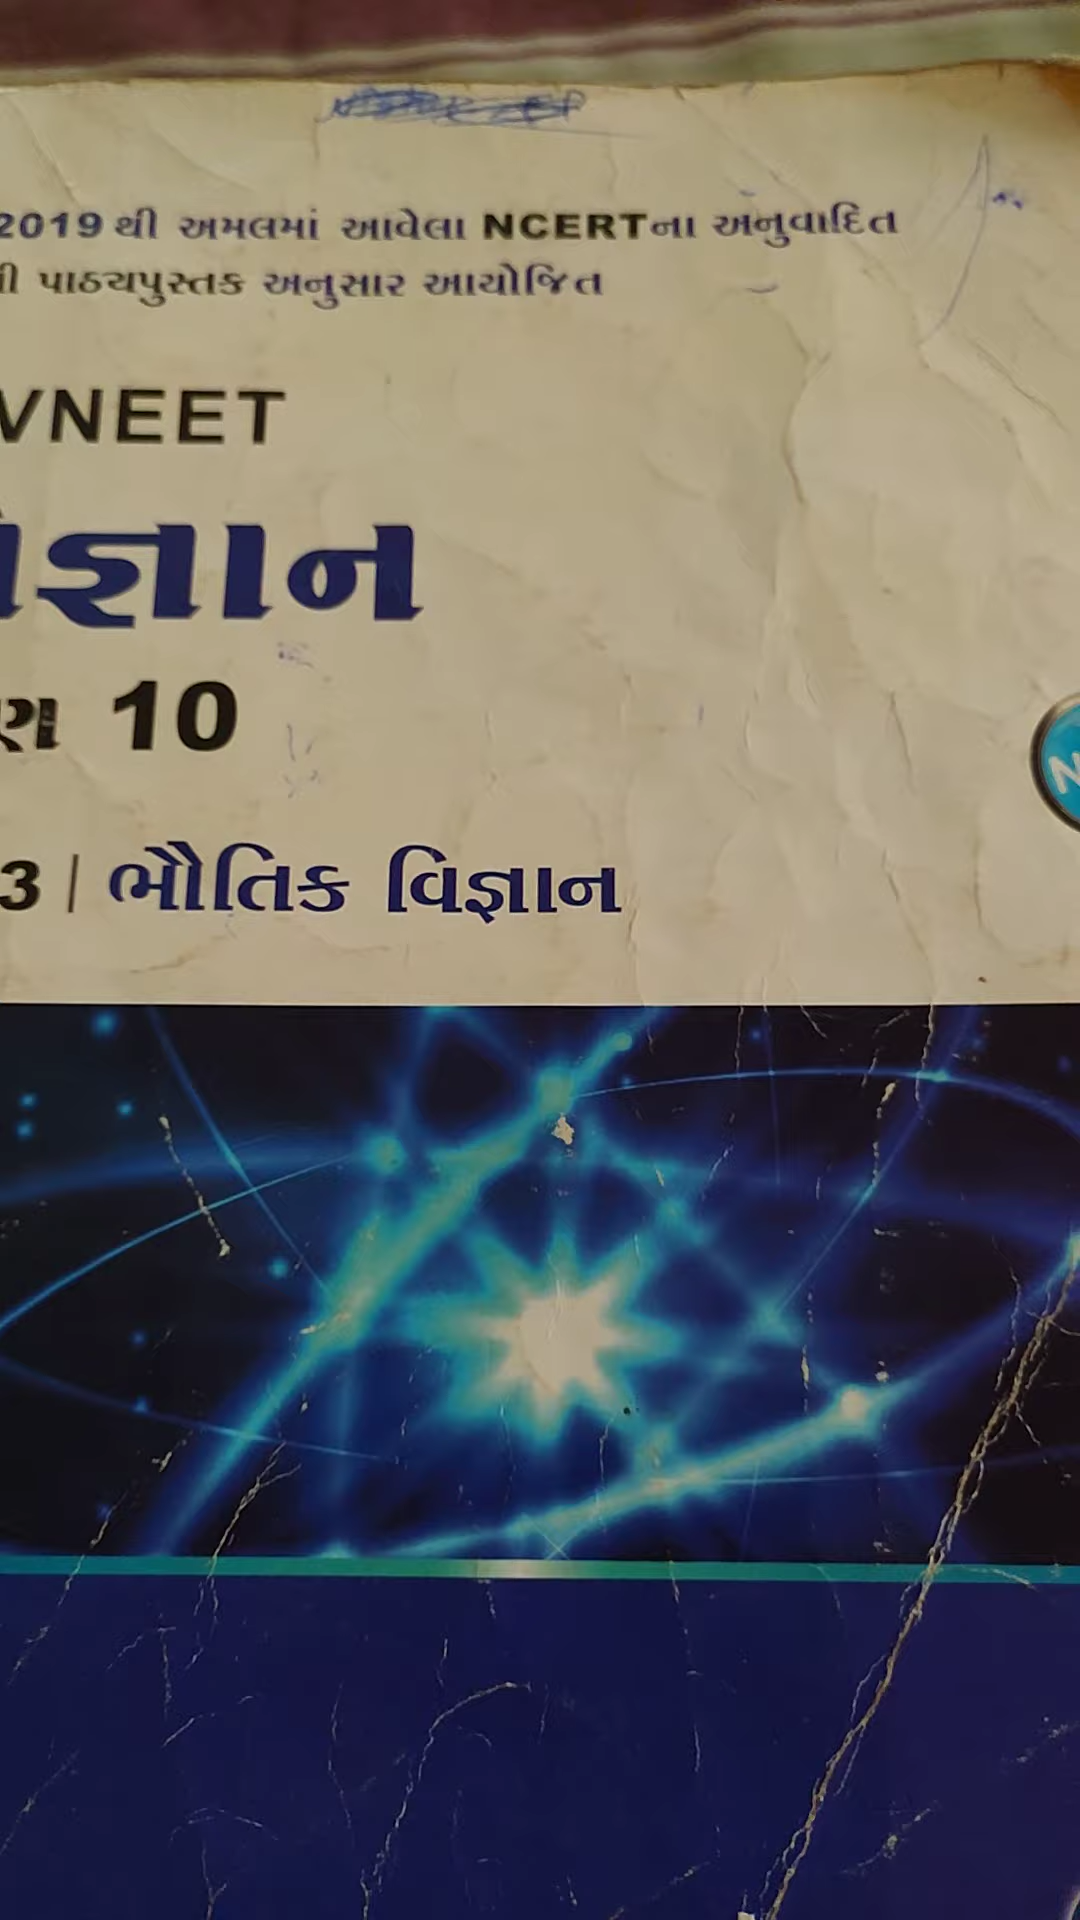 2019 થી અમલમાં આવેલા NCERTના અનુવાદિત
પાઠ્યપુસ્તક અનુસાર આયોજિત
VNEET
જ્ઞાન
10
3 | ભૌતિક વિજ્ઞાન